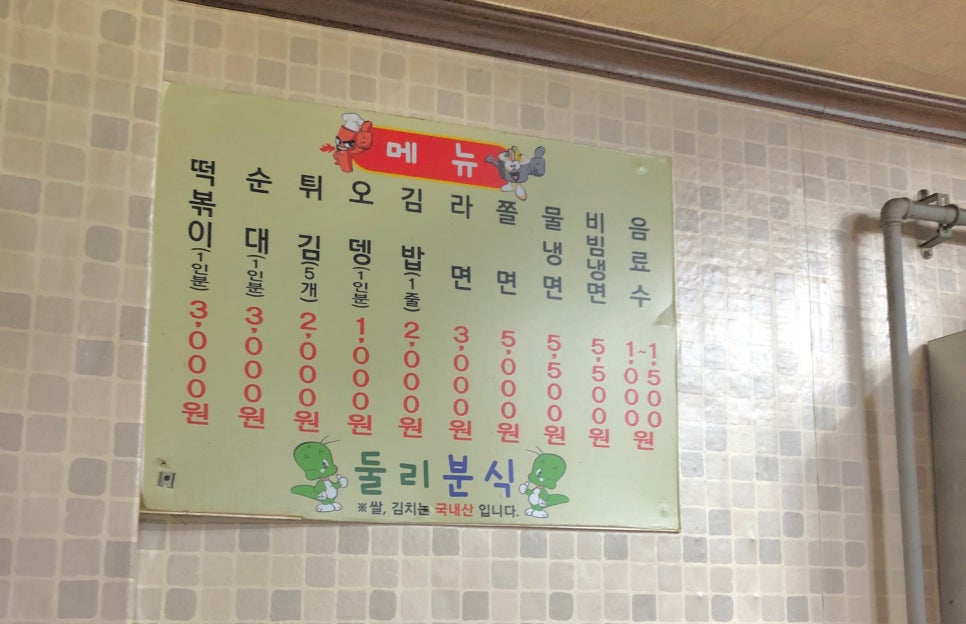 메뉴
떡볶이(1인분) 3,000원
순대(1인분) 3,000원
튀김(5개) 2,000원
오뎅(1인분) 1,000원
김밥(1줄) 2,000원
라면 3,000원
쫄면 5,000원
물냉면 5,500원
비빔냉면 5,500원
음료수 1,000~1,500원
둘리분식
※쌀, 김치는 국내산 입니다.